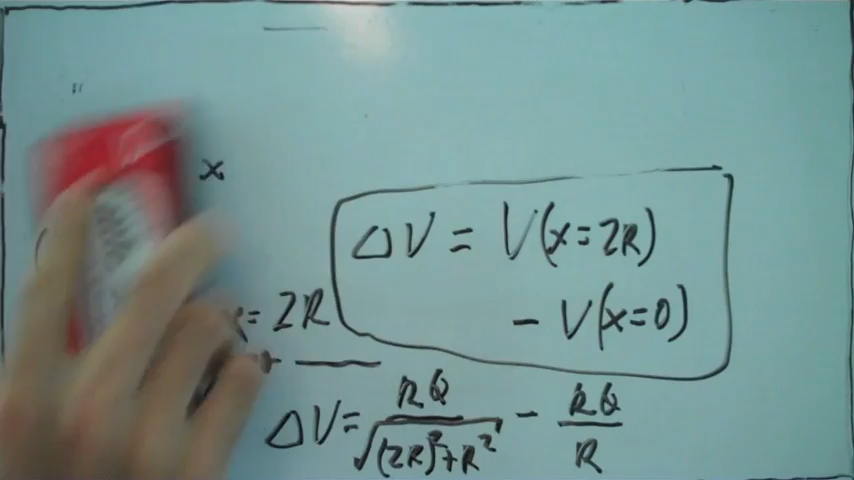 x
ΔV = V(x=2R)
- V(x=0)
x= 2R
ΔV= kQ/√((2R)²+R²) - kQ/R